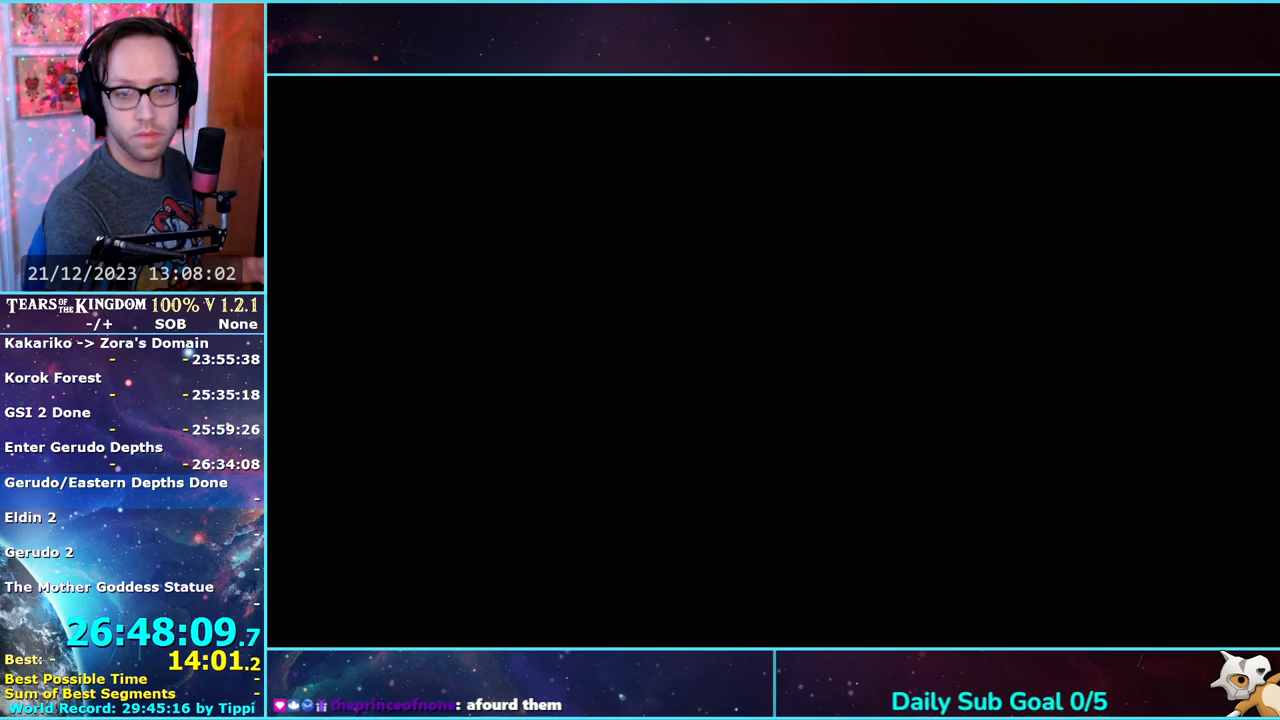 21/12/2023 13:08:02
TEARS OF THE KINGDOM 100% V 1.2.1
-/+ SOB None
Kakariko -> Zora's Domain
- - 23:55:38
Korok Forest
- - 25:35:18
GSI 2 Done
- - 25:59:26
Enter Gerudo Depths
- - 26:34:08
Gerudo/Eastern Depths Done
-
Eldin 2
-
Gerudo 2
-
The Mother Goddess Statue
-
26:48:09.7
Best: - 14:01.2
Best Possible Time -
Sum of Best Segments -
World Record: 29:45:16 by Tippi
theprinceofnone: afourd them
Daily Sub Goal 0/5